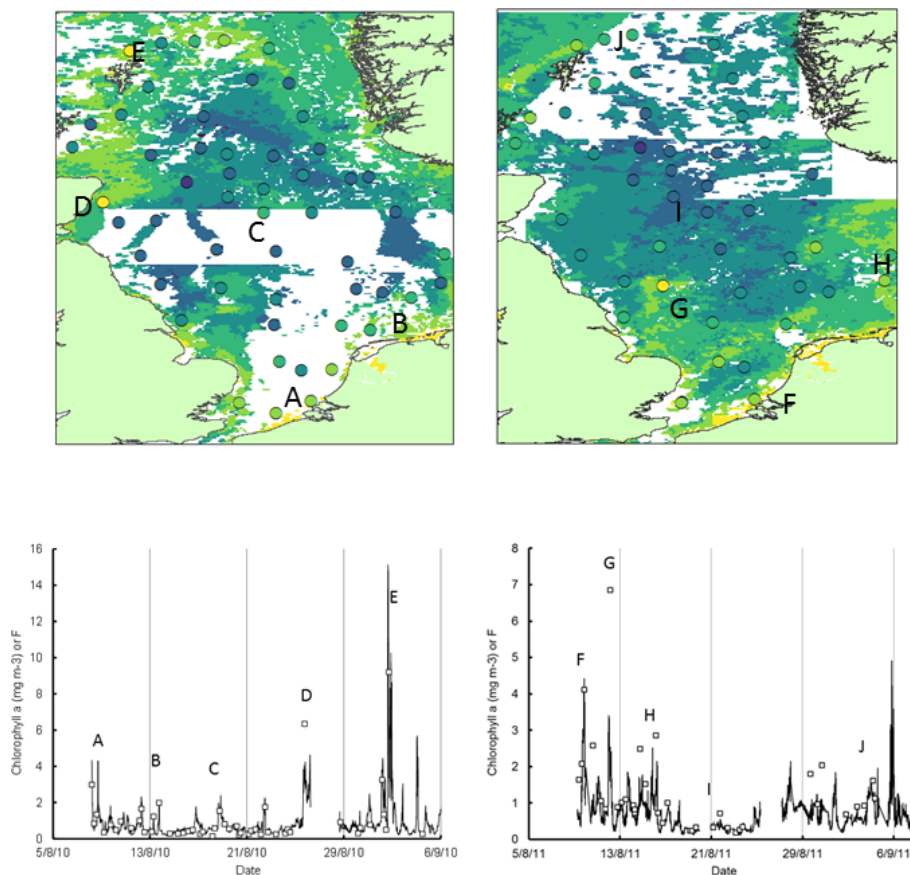 E
D
C
B
A
J
I
H
G
F
Chlorophyll a (mg m-3) or F
16
14
12
10
8
6
4
2
0
A
B
C
D
E
5/8/10 13/8/10 21/8/10 29/8/10 6/9/10
Date
Chlorophyll a (mg m-3) or F
8
7
6
5
4
3
2
1
0
F
G
H
I
J
5/8/11 13/8/11 21/8/11 29/8/11 6/9/11
Date